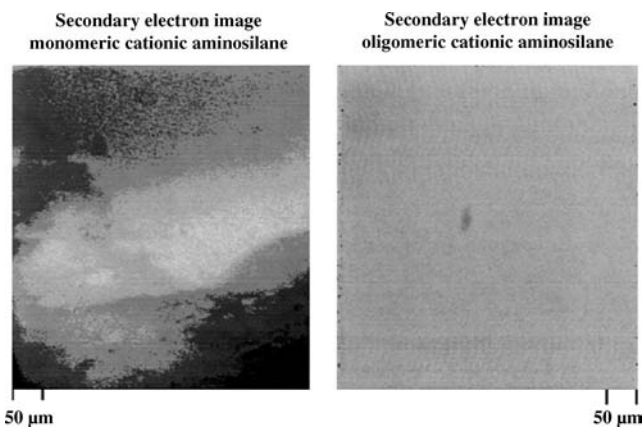 Secondary electron image
monomeric cationic aminosilane
Secondary electron image
oligomeric cationic aminosilane
50 µm
50 µm